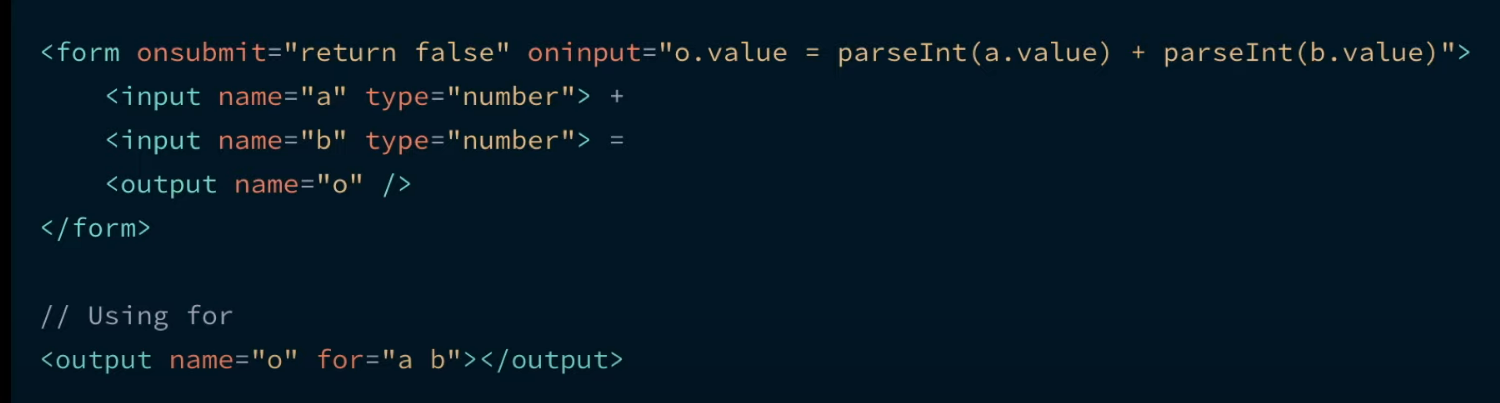 <form onsubmit="return false" oninput="o.value = parseInt(a.value) + parseInt(b.value)">
    <input name="a" type="number"> +
    <input name="b" type="number"> =
    <output name="o" />
</form>

// Using for
<output name="o" for="a b"></output>